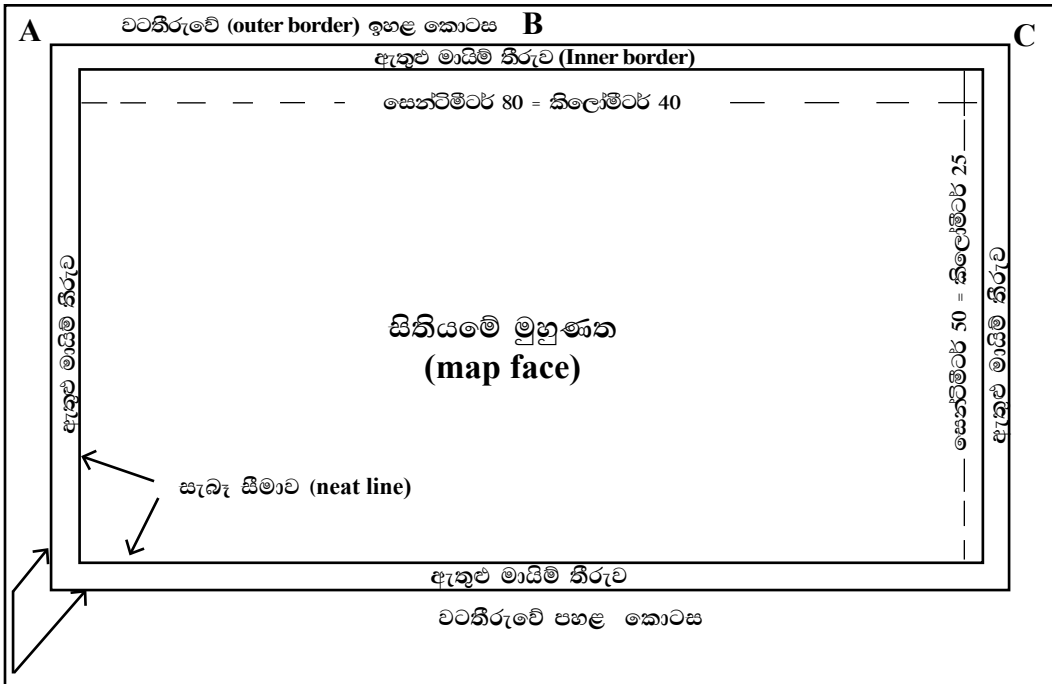 A වටතීරුවේ (outer border) ඉහළ කොටස B C
ඇතුළු මායිම් තීරුව (Inner border)
සෙන්ටිමීටර් 80 = කිලෝමීටර් 40
සෙන්ටිමීටර් 50 = කිලෝමීටර් 25
ඇතුළු මායිම් තීරුව
ඇතුළු මායිම් තීරුව
සිතියමේ මුහුණත
(map face)
සැබෑ සීමාව (neat line)
ඇතුළු මායිම් තීරුව
වටතීරුවේ පහළ කොටස